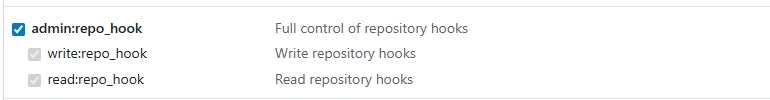 admin:repo_hook Full control of repository hooks
write:repo_hook Write repository hooks
read:repo_hook Read repository hooks